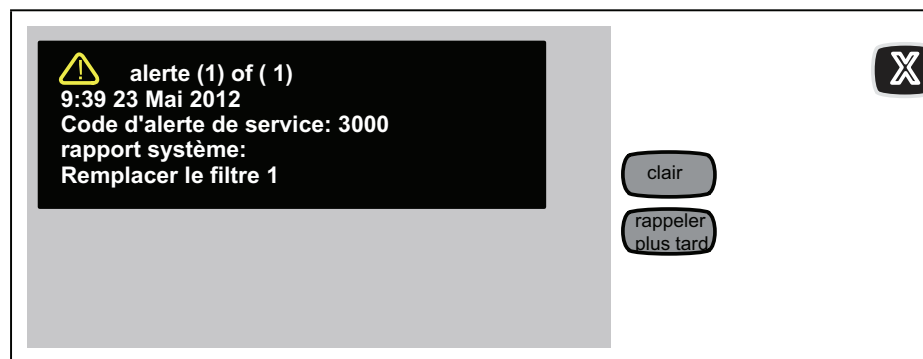 alerte (1) of ( 1)
9:39 23 Mai 2012
Code d'alerte de service: 3000
rapport système:
Remplacer le filtre 1
X
clair
rappeler
plus tard